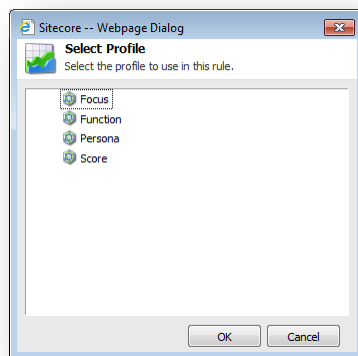 Sitecore -- Webpage Dialog
Select Profile
Select the profile to use in this rule.
Focus
Function
Persona
Score
OK
Cancel